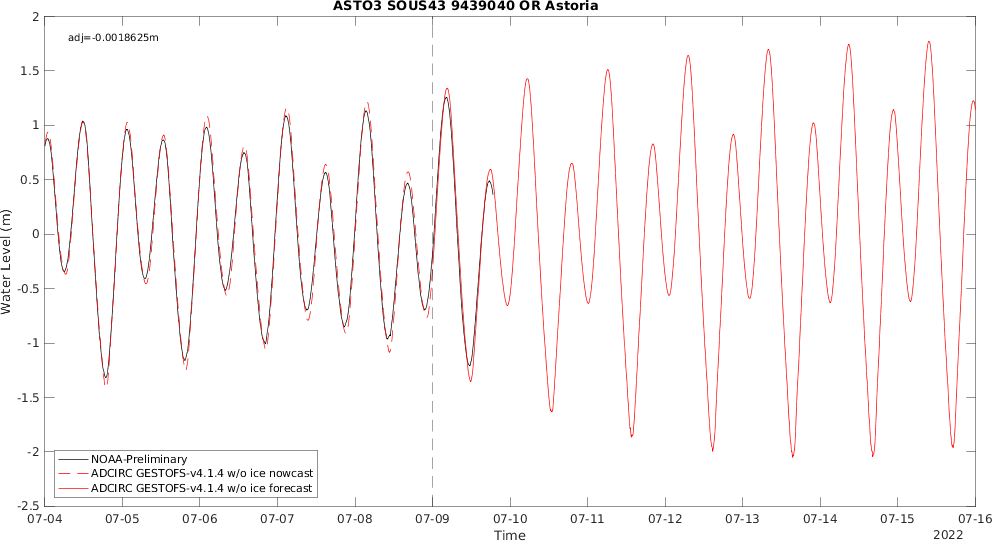 ASTO3 SOUS43 9439040 OR Astoria
adj=-0.0018625m
Water Level (m)
2
1.5
1
0.5
0
-0.5
-1
-1.5
-2
-2.5
NOAA-Preliminary
ADCIRC GESTOFS-v4.1.4 w/o ice nowcast
ADCIRC GESTOFS-v4.1.4 w/o ice forecast
07-04 07-05 07-06 07-07 07-08 07-09 07-10 07-11 07-12 07-13 07-14 07-15 07-16
Time
2022